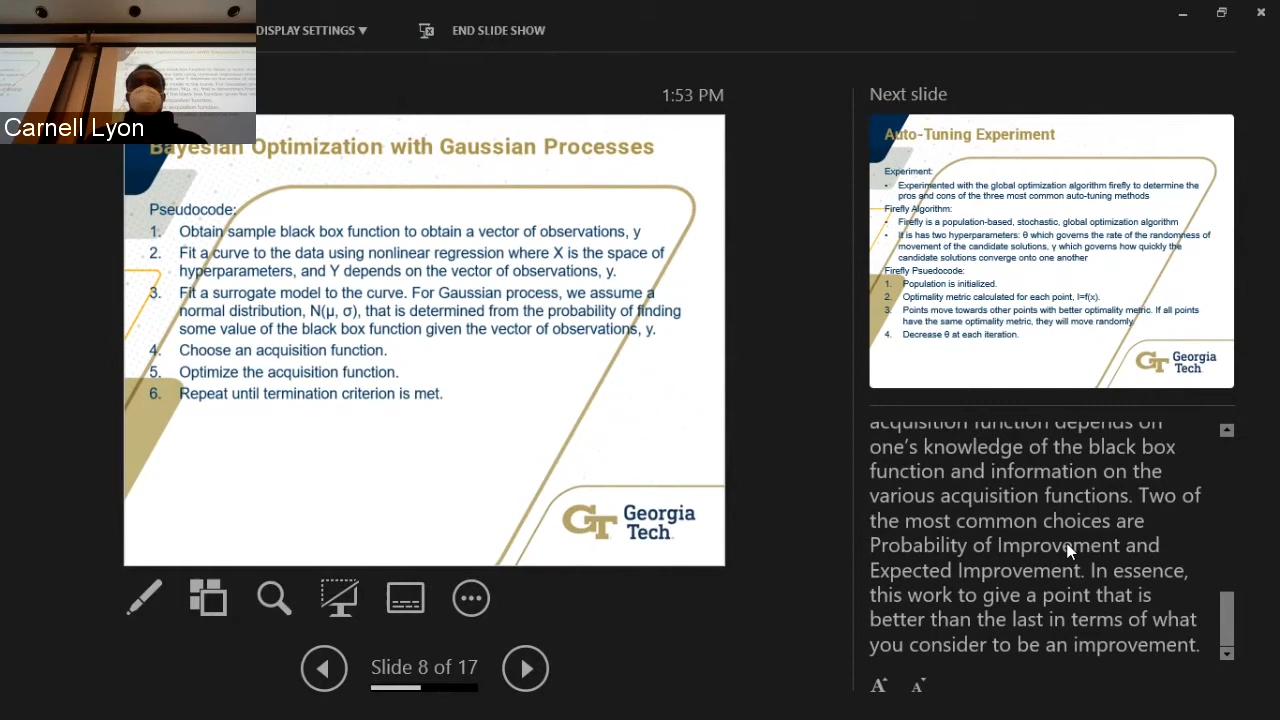 DISPLAY SETTINGS ▼
END SLIDE SHOW
Carnell Lyon
1:53 PM
Bayesian Optimization with Gaussian Processes
Pseudocode:
1. Obtain sample black box function to obtain a vector of observations, y
2. Fit a curve to the data using nonlinear regression where X is the space of
hyperparameters, and Y depends on the vector of observations, y.
3. Fit a surrogate model to the curve. For Gaussian process, we assume a
normal distribution, N(μ, σ), that is determined from the probability of finding
some value of the black box function given the vector of observations, y.
4. Choose an acquisition function.
5. Optimize the acquisition function.
6. Repeat until termination criterion is met.
GT Georgia
Tech
Slide 8 of 17
Next slide
Auto-Tuning Experiment
Experiment:
• Experimented with the global optimization algorithm firefly to determine the
pros and cons of the three most common auto-tuning methods
Firefly Algorithm:
• Firefly is a population-based, stochastic, global optimization algorithm
• It is has two hyperparameters: θ which governs the rate of the randomness of
movement of the candidate solutions, γ which governs how quickly the
candidate solutions converge onto one another
Firefly Psuedocode:
1. Population is initialized.
2. Optimality metric calculated for each point, I=f(x).
3. Points move towards other points with better optimality metric. If all points
have the same optimality metric, they will move randomly.
4. Decrease θ at each iteration.
GT Georgia
Tech
acquisition function depends on
one's knowledge of the black box
function and information on the
various acquisition functions. Two of
the most common choices are
Probability of Improvement and
Expected Improvement. In essence,
this work to give a point that is
better than the last in terms of what
you consider to be an improvement.
A A